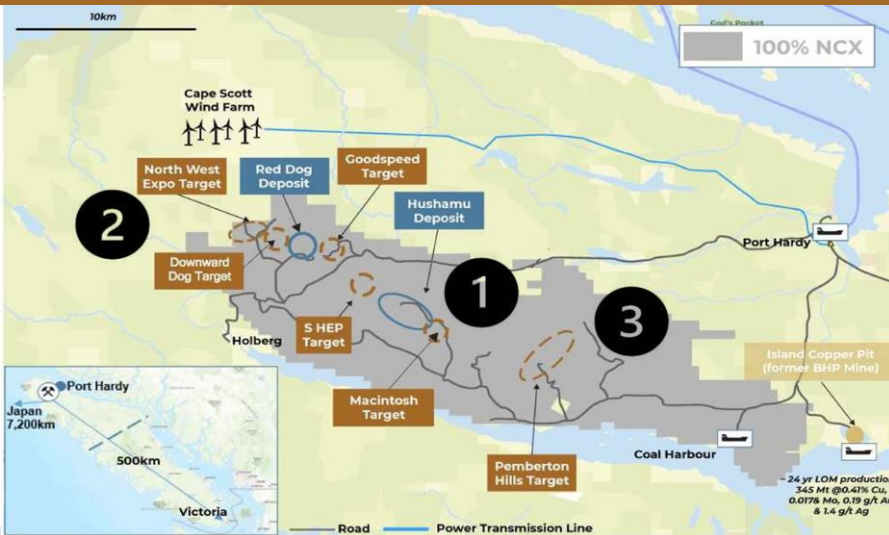 10km
God's Pocket
100% NCX
Cape Scott
Wind Farm
North West
Expo Target
Red Dog
Deposit
Goodspeed
Target
Hushamu
Deposit
2
Downward
Dog Target
Port Hardy
1
S HEP
Target
3
Holberg
Island Copper Pit
(former BHP Mine)
Macintosh
Target
Port Hardy
Japan
7,200km
500km
Victoria
Pemberton
Hills Target
Coal Harbour
~ 24 yr LOM production
345 Mt @0.41% Cu,
0.017& Mo, 0.19 g/t A
& 1.4 g/t Ag
Road
Power Transmission Line